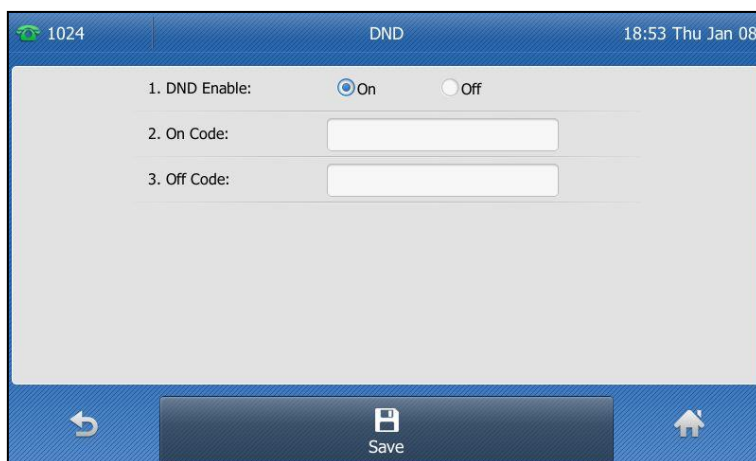 1024 DND 18:53 Thu Jan 08
1. DND Enable: On Off
2. On Code:
3. Off Code:
Save